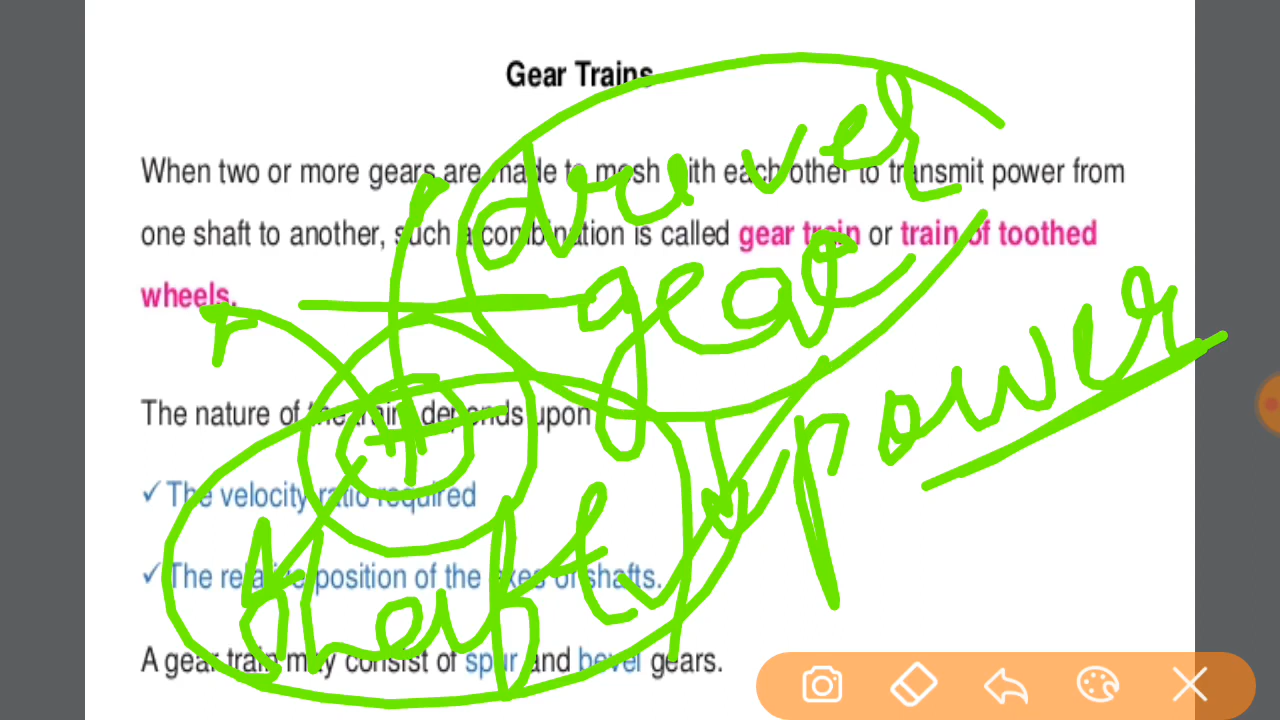 Gear Trains
When two or more gears are made to mesh with each other to transmit power from
one shaft to another, such a combination is called gear train or train of toothed
wheels.
The nature of the train depends upon
✓ The velocity ratio required
✓ The relative position of the axes of shafts.
A gear train may consist of spur and bevel gears.
driver
gear
power
shaft